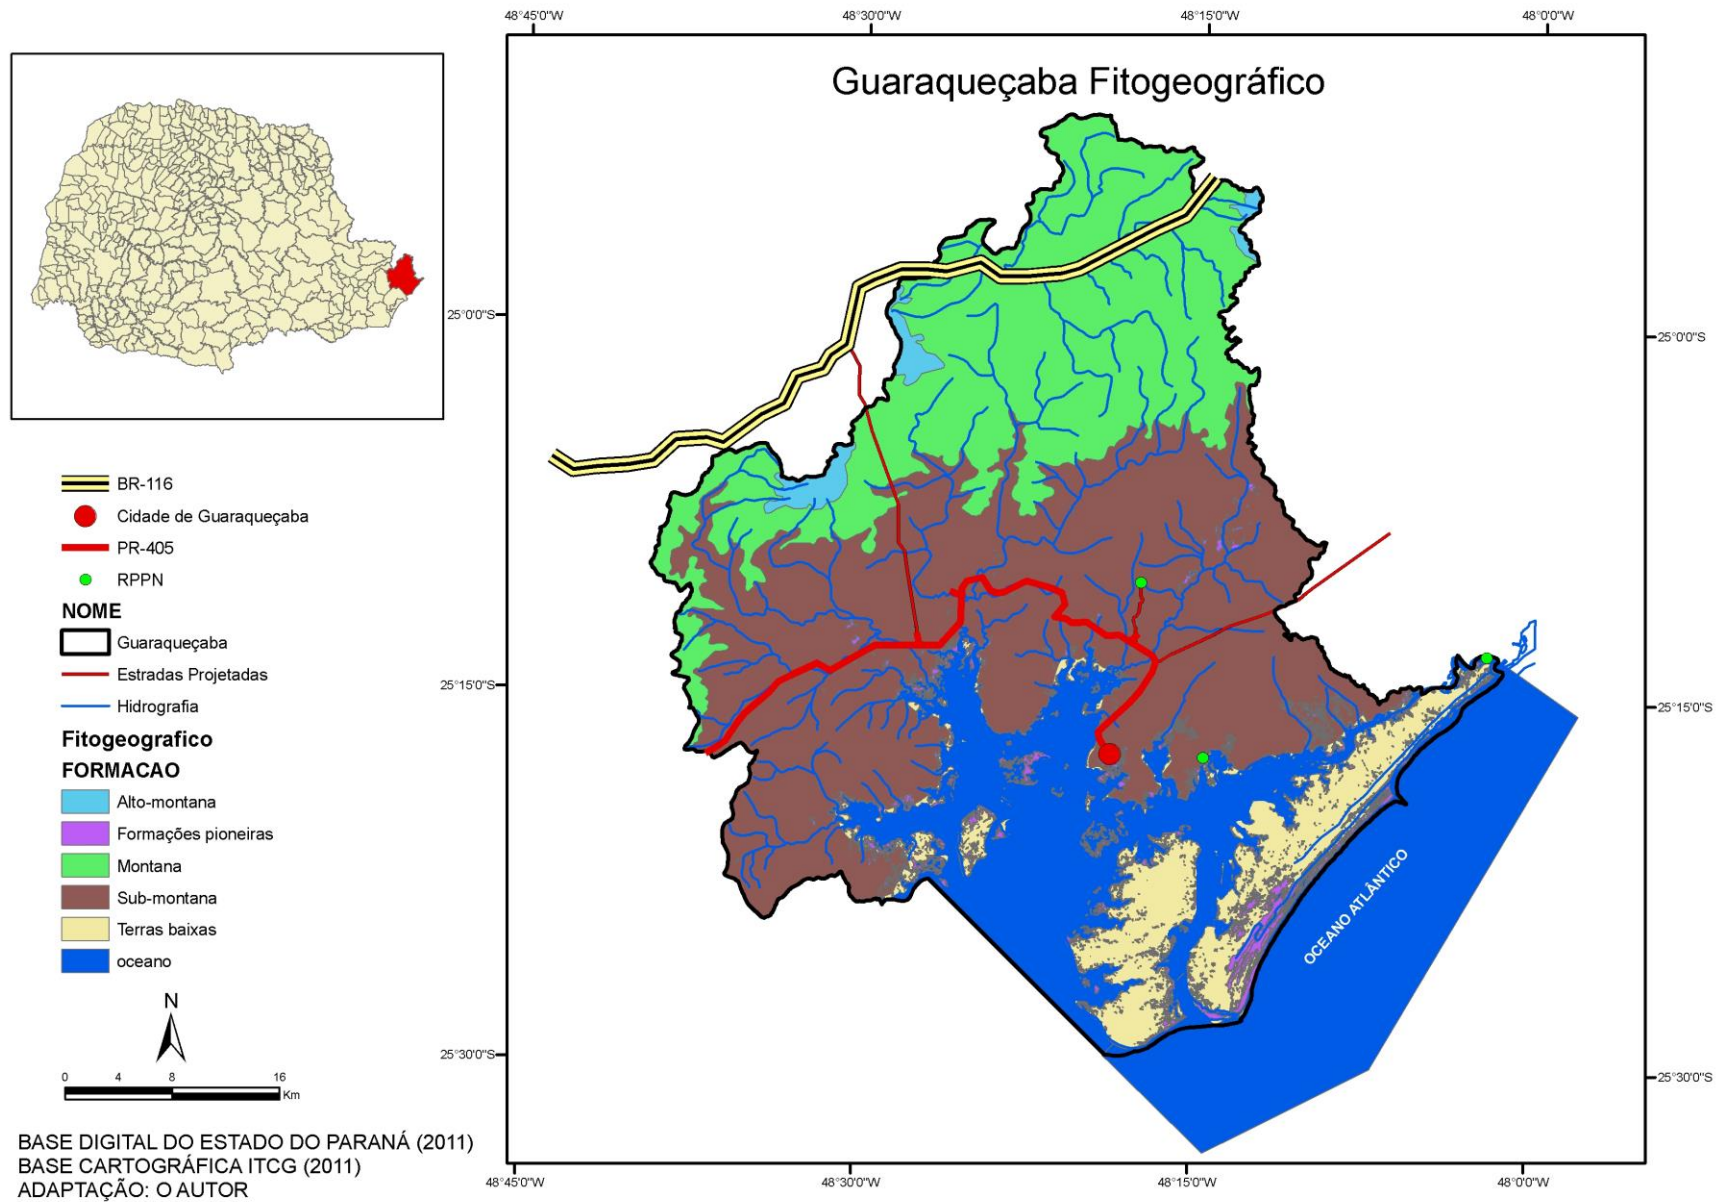 48°45'0"W
48°30'0"W
48°15'0"W
48°0'0"W
Guaraqueçaba Fitogeográfico
25°0'0"S
25°0'0"S
25°15'0"S
25°15'0"S
25°30'0"S
25°30'0"S
OCEANO ATLÂNTICO
BR-116
Cidade de Guaraqueçaba
PR-405
RPPN
NOME
Guaraqueçaba
Estradas Projetadas
Hidrografia
Fitogeografico
FORMACAO
Alto-montana
Formações pioneiras
Montana
Sub-montana
Terras baixas
oceano
N
0 4 8 16
Km
BASE DIGITAL DO ESTADO DO PARANÁ (2011)
BASE CARTOGRÁFICA ITCG (2011)
ADAPTAÇÃO: O AUTOR
48°45'0"W
48°30'0"W
48°15'0"W
48°0'0"W